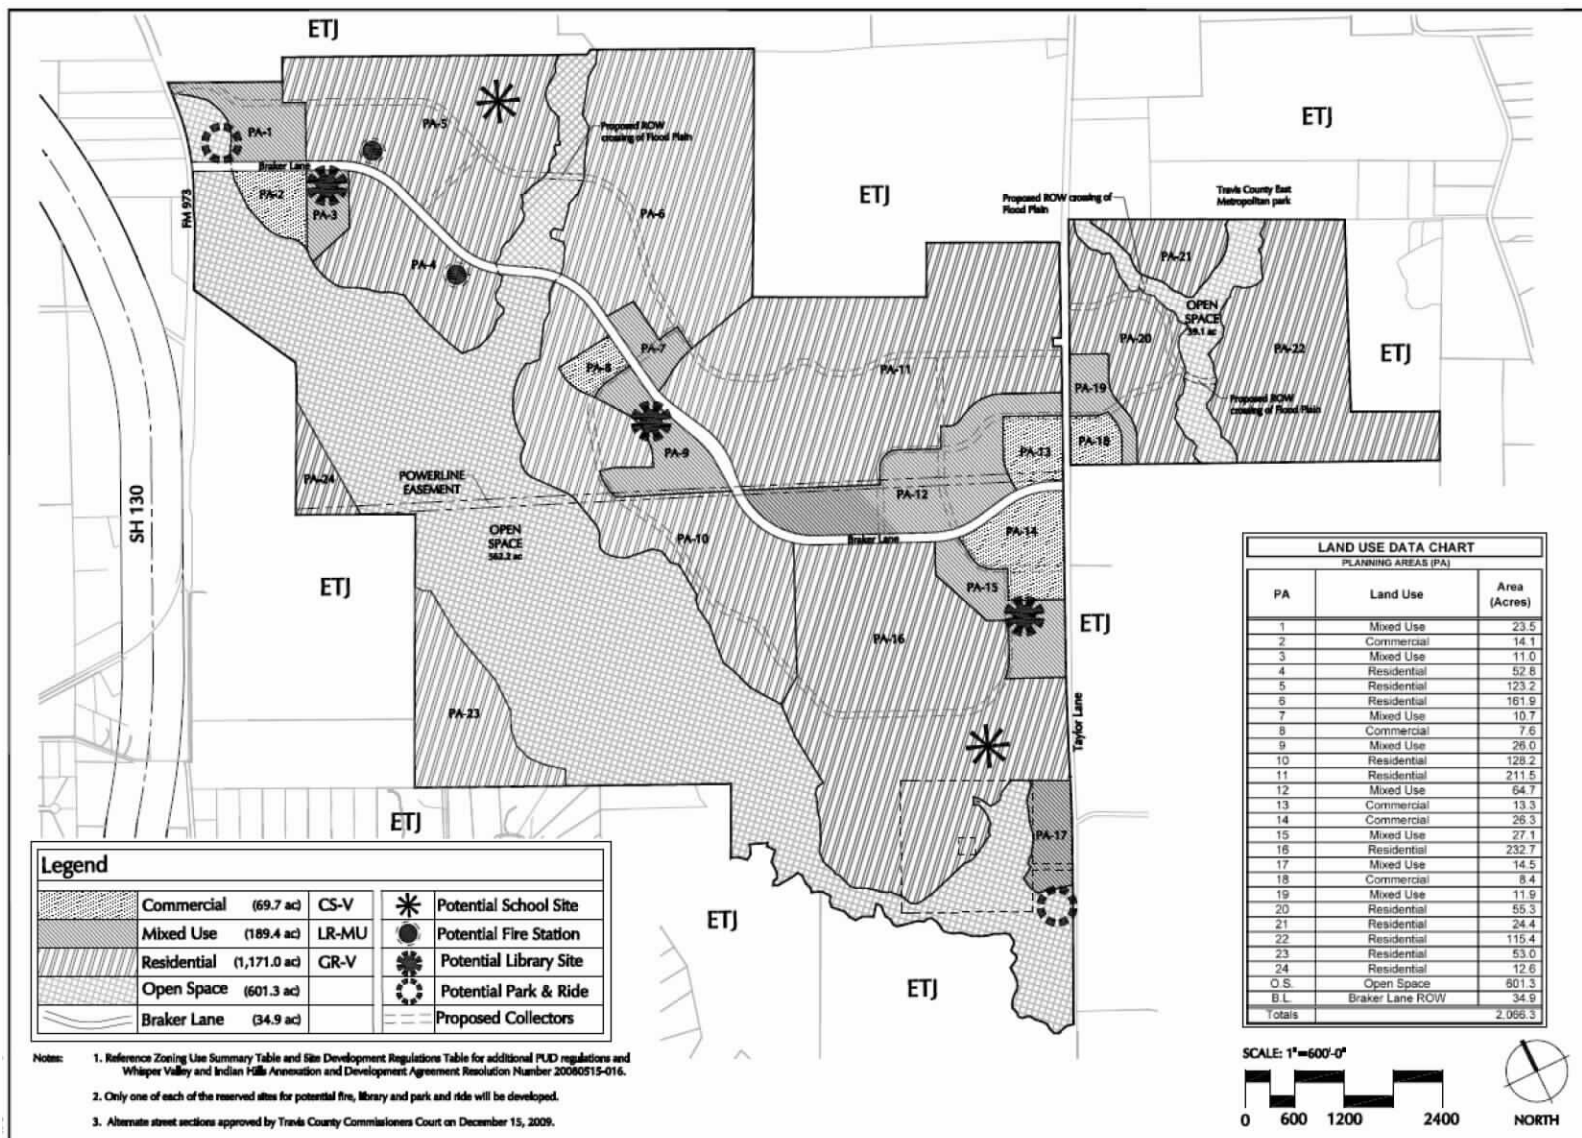 ETJ
ETJ
ETJ
ETJ
ETJ
ETJ
ETJ
ETJ
ETJ
PA-1
PA-5
Braker Lane
PA-2
PA-3
PA-4
FM 973
Proposed ROW
crossing of Flood Plain
PA-6
PA-7
PA-8
PA-9
PA-11
Proposed ROW crossing of
Flood Plain
Travis County East
Metropolitan park
PA-21
OPEN
SPACE
39.1 ac
PA-20
PA-22
PA-19
Proposed ROW
crossing of Flood Plain
PA-18
PA-13
PA-12
PA-14
Braker Lane
PA-15
PA-16
PA-10
POWERLINE
EASEMENT
OPEN
SPACE
562.2 ac
PA-24
PA-23
SH 130
Taylor Lane
PA-17
LAND USE DATA CHART
PLANNING AREAS (PA)
PA Land Use Area
(Acres)
1 Mixed Use 23.5
2 Commercial 14.1
3 Mixed Use 11.0
4 Residential 52.8
5 Residential 123.2
6 Residential 161.9
7 Mixed Use 10.7
8 Commercial 7.6
9 Mixed Use 26.0
10 Residential 128.2
11 Residential 211.5
12 Mixed Use 64.7
13 Commercial 13.3
14 Commercial 26.3
15 Mixed Use 27.1
16 Residential 232.7
17 Mixed Use 14.5
18 Commercial 8.4
19 Mixed Use 11.9
20 Residential 55.3
21 Residential 24.4
22 Residential 115.4
23 Residential 53.0
24 Residential 12.6
O.S. Open Space 601.3
B.L. Braker Lane ROW 34.9
Totals 2,066.3
Legend
Commercial (69.7 ac) CS-V Potential School Site
Mixed Use (189.4 ac) LR-MU Potential Fire Station
Residential (1,171.0 ac) GR-V Potential Library Site
Open Space (601.3 ac) Potential Park & Ride
Braker Lane (34.9 ac) Proposed Collectors
Notes: 1. Reference Zoning Use Summary Table and Site Development Regulations Table for additional PUD regulations and
Whisper Valley and Indian Hills Annexation and Development Agreement Resolution Number 20080515-016.
2. Only one of each of the reserved sites for potential fire, library and park and ride will be developed.
3. Alternate street sections approved by Travis County Commissioners Court on December 15, 2009.
SCALE: 1"=600'-0"
0 600 1200 2400
NORTH